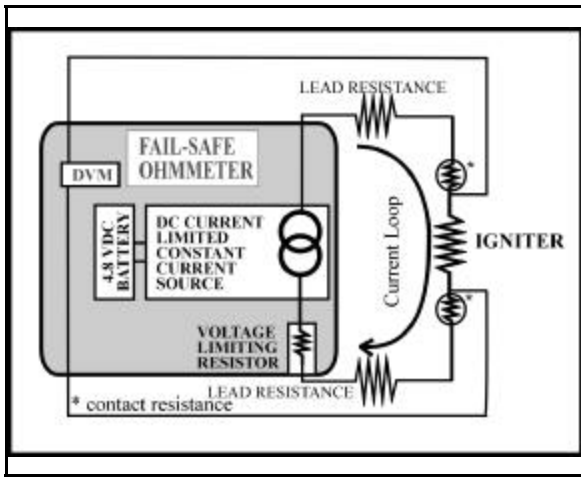 LEAD RESISTANCE
FAIL-SAFE
OHMMETER
*
DVM
4.8 VDC
BATTERY
DC CURRENT
LIMITED
CONSTANT
CURRENT
SOURCE
Current Loop
IGNITER
*
VOLTAGE
LIMITING
RESISTOR
LEAD RESISTANCE
* contact resistance